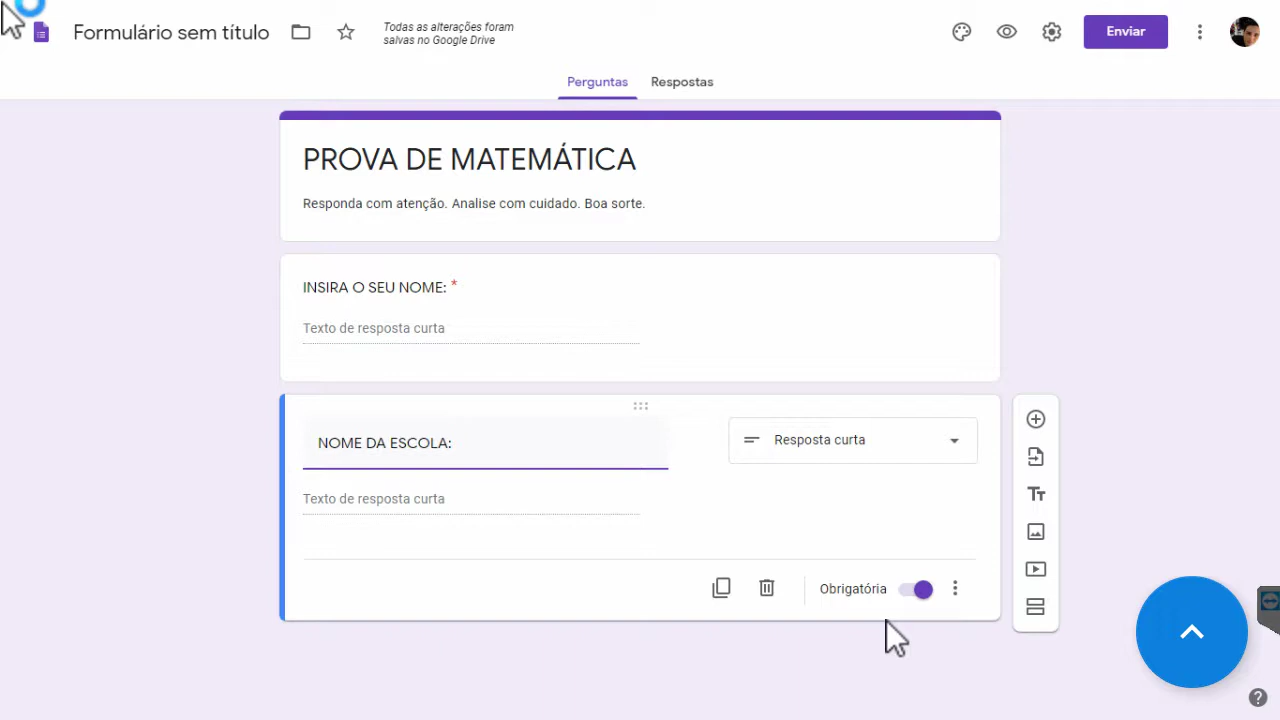 Formulário sem título
Todas as alterações foram
salvas no Google Drive
Enviar
Perguntas
Respostas
PROVA DE MATEMÁTICA
Responda com atenção. Analise com cuidado. Boa sorte.
INSIRA O SEU NOME: *
Texto de resposta curta
NOME DA ESCOLA:
Resposta curta
Texto de resposta curta
Obrigatória